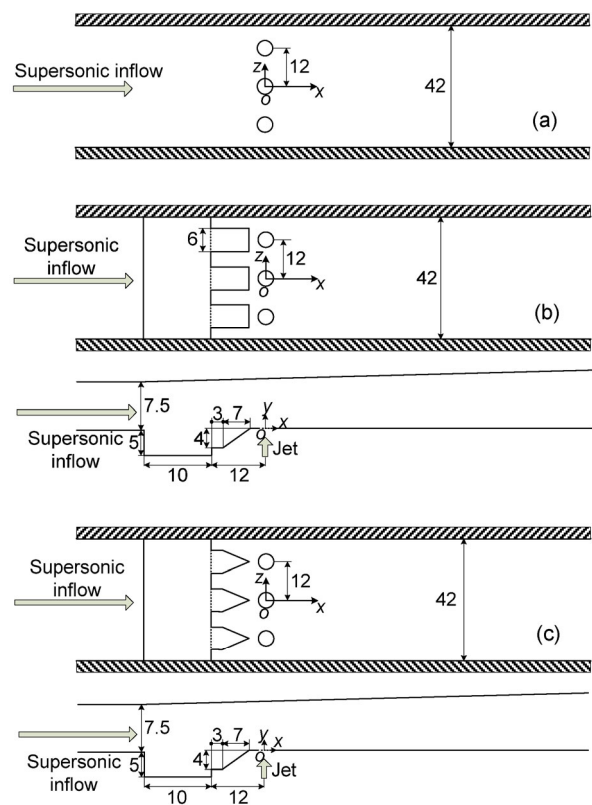 Supersonic inflow
z
12
x
o
42
(a)
Supersonic
inflow
6
z
12
x
o
42
(b)
7.5
3 7
y
x
4
o
5
Supersonic
inflow
Jet
10
12
Supersonic
inflow
z
12
x
o
42
(c)
7.5
3 7
y
x
4
o
5
Supersonic
inflow
Jet
10
12